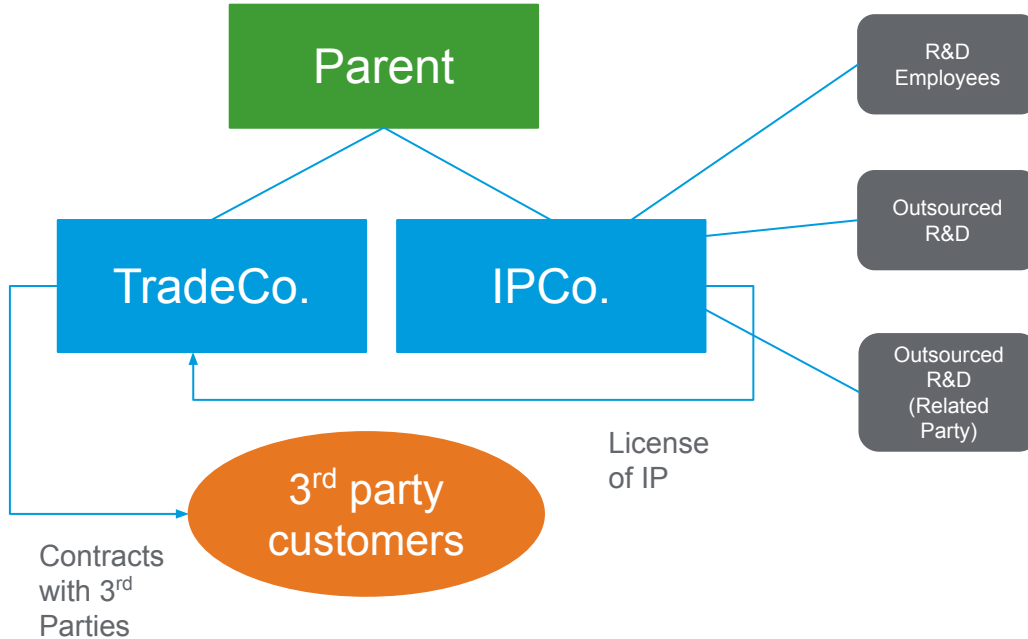 Parent
R&D
Employees
Outsourced
R&D
TradeCo.
IPCo.
Outsourced
R&D
(Related
Party)
License
of IP
3rd party
customers
Contracts
with 3rd
Parties